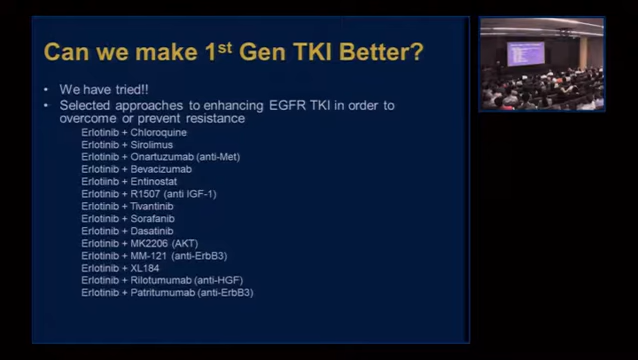 Can we make 1st Gen TKI Better?
• We have tried!!
• Selected approaches to enhancing EGFR TKI in order to
overcome or prevent resistance
Erlotinib + Chloroquine
Erlotinib + Sirolimus
Erlotinib + Onartuzumab (anti-Met)
Erlotinib + Bevacizumab
Erlotiinb + Entinostat
Erlotinib + R1507 (anti IGF-1)
Erlotinib + Tivantinib
Erlotinib + Sorafanib
Erlotinib + Dasatinib
Erlotinib + MK2206 (AKT)
Erlotinib + MM-121 (anti-ErbB3)
Erlotinib + XL184
Erlotinib + Rilotumumab (anti-HGF)
Erlotinib + Patritumumab (anti-ErbB3)